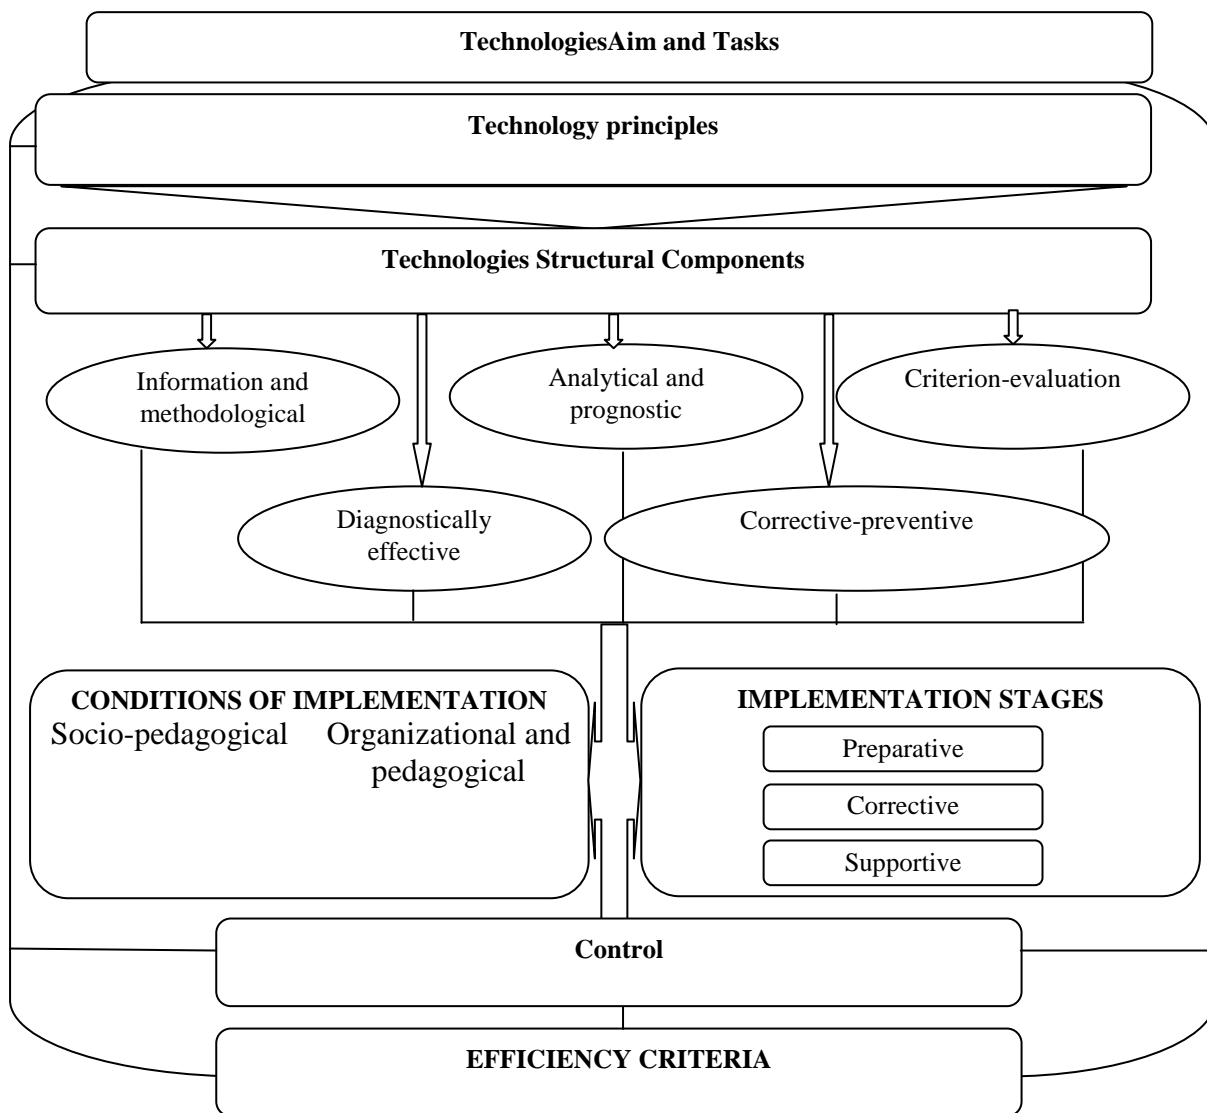 TechnologiesAim and Tasks
Technology principles
Technologies Structural Components
Information and
methodological
Analytical and
prognostic
Criterion-evaluation
Diagnostically
effective
Corrective-preventive
CONDITIONS OF IMPLEMENTATION
Socio-pedagogical Organizational and
pedagogical
IMPLEMENTATION STAGES
Preparative
Corrective
Supportive
Control
EFFICIENCY CRITERIA